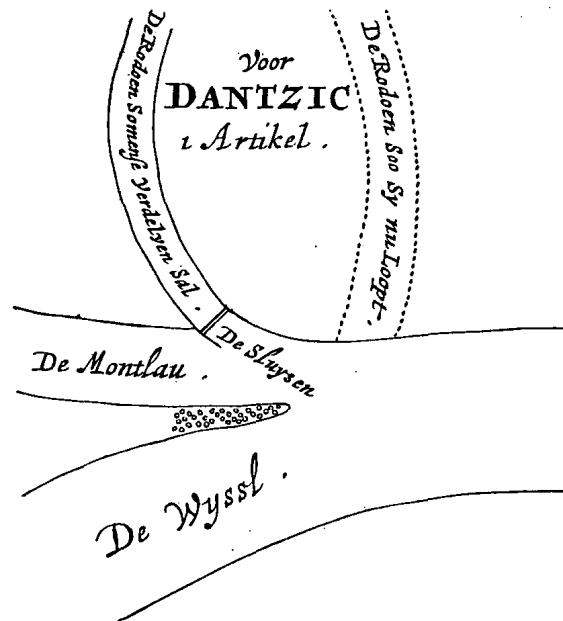 Voor
DANTZIC
1 Artikel.
De Rodoen Somense Verdelven Sal.
De Rodoen Soo Sy nu Loopt.
De Sluysen
De Montlau.
De Wyssl.